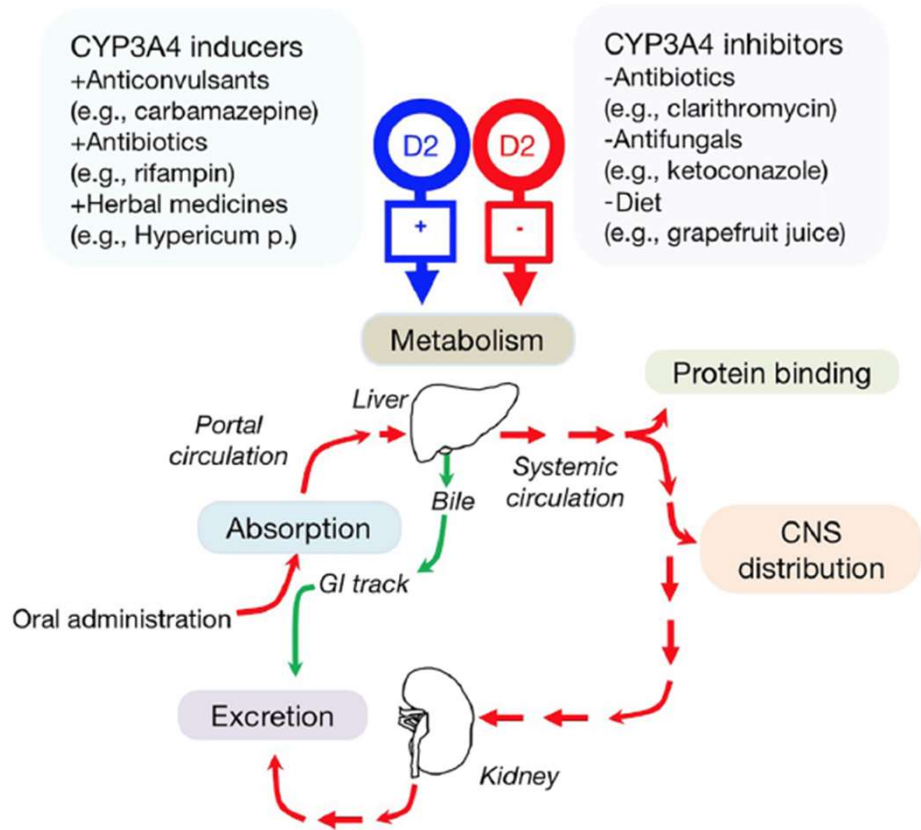 CYP3A4 inducers
+Anticonvulsants
(e.g., carbamazepine)
+Antibiotics
(e.g., rifampin)
+Herbal medicines
(e.g., Hypericum p.)
D2
+
D2
-
CYP3A4 inhibitors
-Antibiotics
(e.g., clarithromycin)
-Antifungals
(e.g., ketoconazole)
-Diet
(e.g., grapefruit juice)
Metabolism
Protein binding
Liver
Portal
circulation
Systemic
circulation
Bile
Absorption
CNS
distribution
GI track
Oral administration
Excretion
Kidney